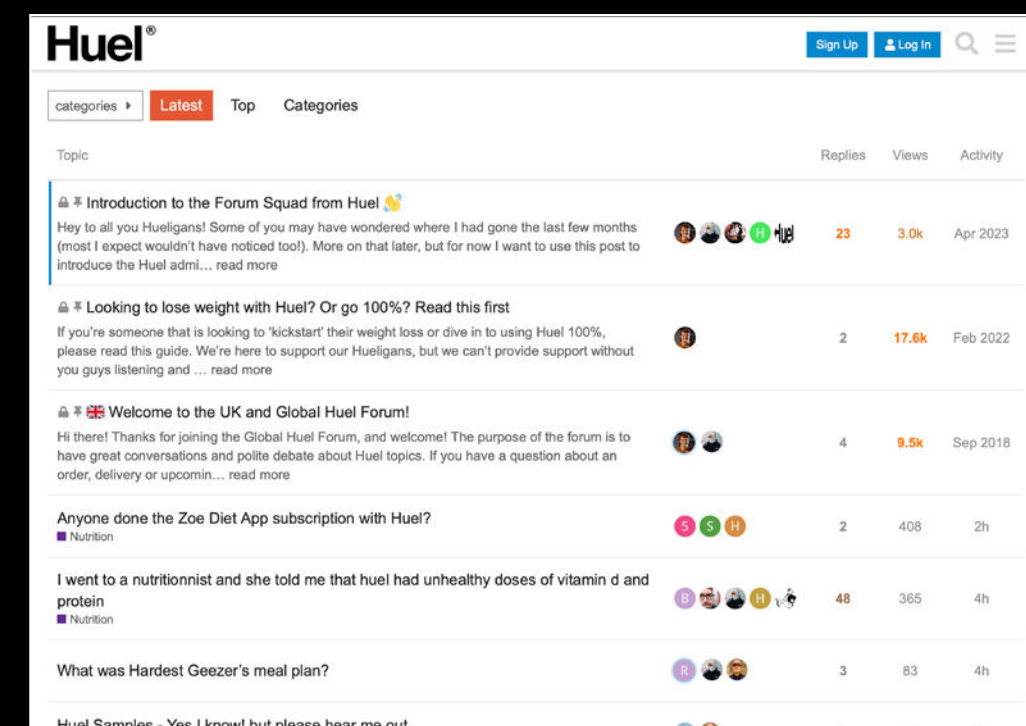 Huel®
Sign Up
Log In
categories
Latest
Top
Categories
Topic
Replies
Views
Activity
Introduction to the Forum Squad from Huel 👋
Hey to all you Hueligans! Some of you may have wondered where I had gone the last few months
(most I expect wouldn't have noticed too!). More on that later, but for now I want to use this post to
introduce the Huel admi… read more
H
Huel
23
3.0k
Apr 2023
Looking to lose weight with Huel? Or go 100%? Read this first
If you're someone that is looking to 'kickstart' their weight loss or dive in to using Huel 100%,
please read this guide. We're here to support our Hueligans, but we can't provide support without
you guys listening and … read more
2
17.6k
Feb 2022
🇬🇧 Welcome to the UK and Global Huel Forum!
Hi there! Thanks for joining the Global Huel Forum, and welcome! The purpose of the forum is to
have great conversations and polite debate about Huel topics. If you have a question about an
order, delivery or upcomin… read more
4
9.5k
Sep 2018
Anyone done the Zoe Diet App subscription with Huel?
Nutrition
S
S
H
2
408
2h
I went to a nutritionnist and she told me that huel had unhealthy doses of vitamin d and
protein
Nutrition
B
H
48
365
4h
What was Hardest Geezer's meal plan?
R
3
83
4h
Huel Samples - Yes I know! but please hear me out